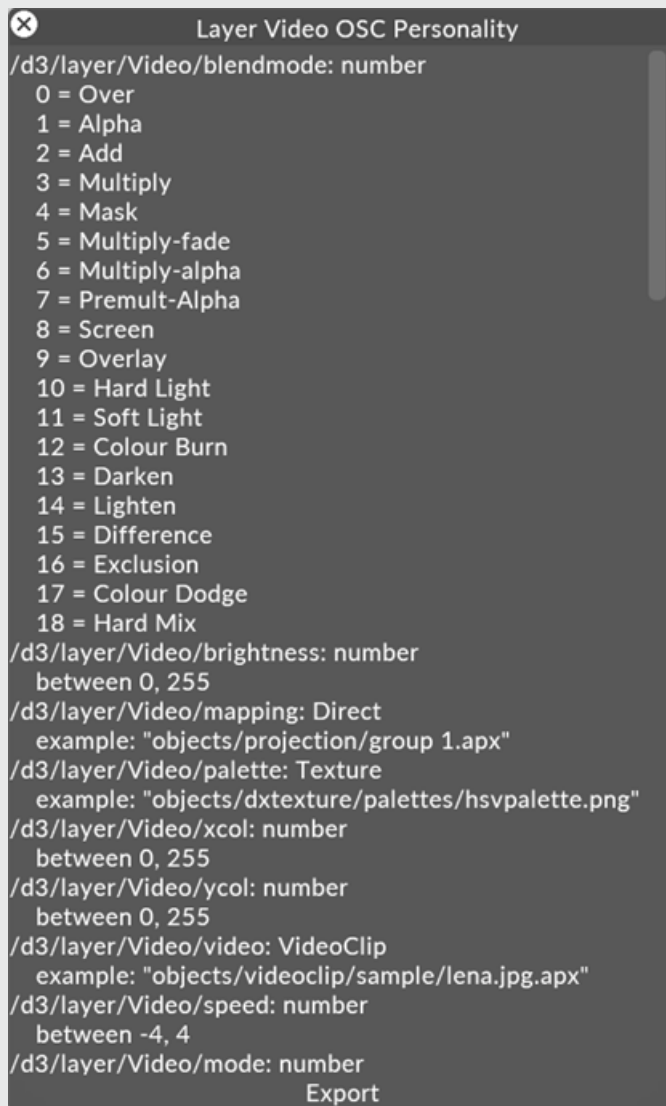 Layer Video OSC Personality
/d3/layer/Video/blendmode: number
0 = Over
1 = Alpha
2 = Add
3 = Multiply
4 = Mask
5 = Multiply-fade
6 = Multiply-alpha
7 = Premult-Alpha
8 = Screen
9 = Overlay
10 = Hard Light
11 = Soft Light
12 = Colour Burn
13 = Darken
14 = Lighten
15 = Difference
16 = Exclusion
17 = Colour Dodge
18 = Hard Mix
/d3/layer/Video/brightness: number
between 0, 255
/d3/layer/Video/mapping: Direct
example: "objects/projection/group 1.apx"
/d3/layer/Video/palette: Texture
example: "objects/dxtexture/palettes/hsvpalette.png"
/d3/layer/Video/xcol: number
between 0, 255
/d3/layer/Video/ycol: number
between 0, 255
/d3/layer/Video/video: VideoClip
example: "objects/videoclip/sample/lena.jpg.apx"
/d3/layer/Video/speed: number
between -4, 4
/d3/layer/Video/mode: number
Export